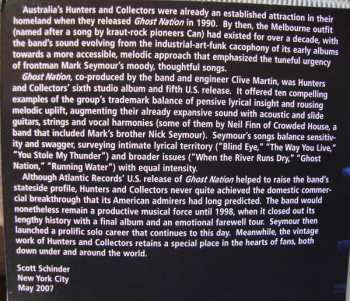 Australia's Hunters and Collectors were already an established attraction in their
homeland when they released Ghost Nation in 1990. By then, the Melbourne outfit
(named after a song by kraut-rock pioneers Can) had existed for over a decade, with
the band's sound evolving from the industrial-art-funk cacophony of its early albums
towards a more accessible, melodic approach that emphasized the tuneful urgency
of frontman Mark Seymour's moody, thoughtful songs.
Ghost Nation, co-produced by the band and engineer Clive Martin, was Hunters
and Collectors' sixth studio album and fifth U.S. release. It offered ten compelling
examples of the group's trademark balance of pensive lyrical insight and rousing
melodic uplift, augmenting their already expansive sound with acoustic and slide
guitars, strings and vocal harmonies (some of them by Neil Finn of Crowded House, a
band that included Mark's brother Nick Seymour). Seymour's songs balance sensitiv-
ity and swagger, surveying intimate lyrical territory ("Blind Eye," "The Way You Live,"
"You Stole My Thunder") and broader issues ("When the River Runs Dry," "Ghost
Nation," "Running Water") with equal intensity.
Although Atlantic Records' U.S. release of Ghost Nation helped to raise the band's
stateside profile, Hunters and Collectors never quite achieved the domestic commer-
cial breakthrough that its American admirers had long predicted. The band would
nonetheless remain a productive musical force until 1998, when it closed out its
lengthy history with a final album and an emotional farewell tour. Seymour then
launched a prolific solo career that continues to this day. Meanwhile, the vintage
work of Hunters and Collectors retains a special place in the hearts of fans, both
down under and around the world.
Scott Schinder
New York City
May 2007